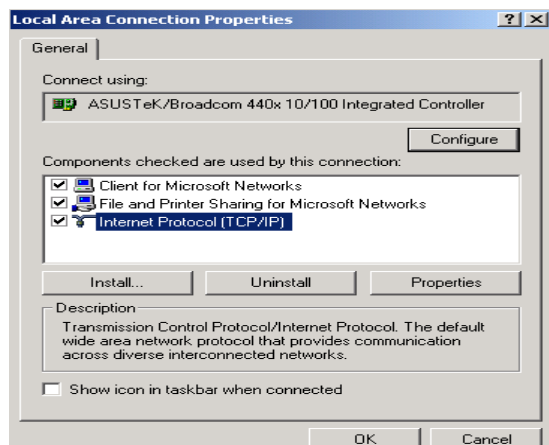 Local Area Connection Properties
General
Connect using:
ASUSTeK/Broadcom 440x 10/100 Integrated Controller
Configure
Components checked are used by this connection:
Client for Microsoft Networks
File and Printer Sharing for Microsoft Networks
Internet Protocol (TCP/IP)
Install... Uninstall Properties
Description
Transmission Control Protocol/Internet Protocol. The default
wide area network protocol that provides communication
across diverse interconnected networks.
Show icon in taskbar when connected
OK Cancel